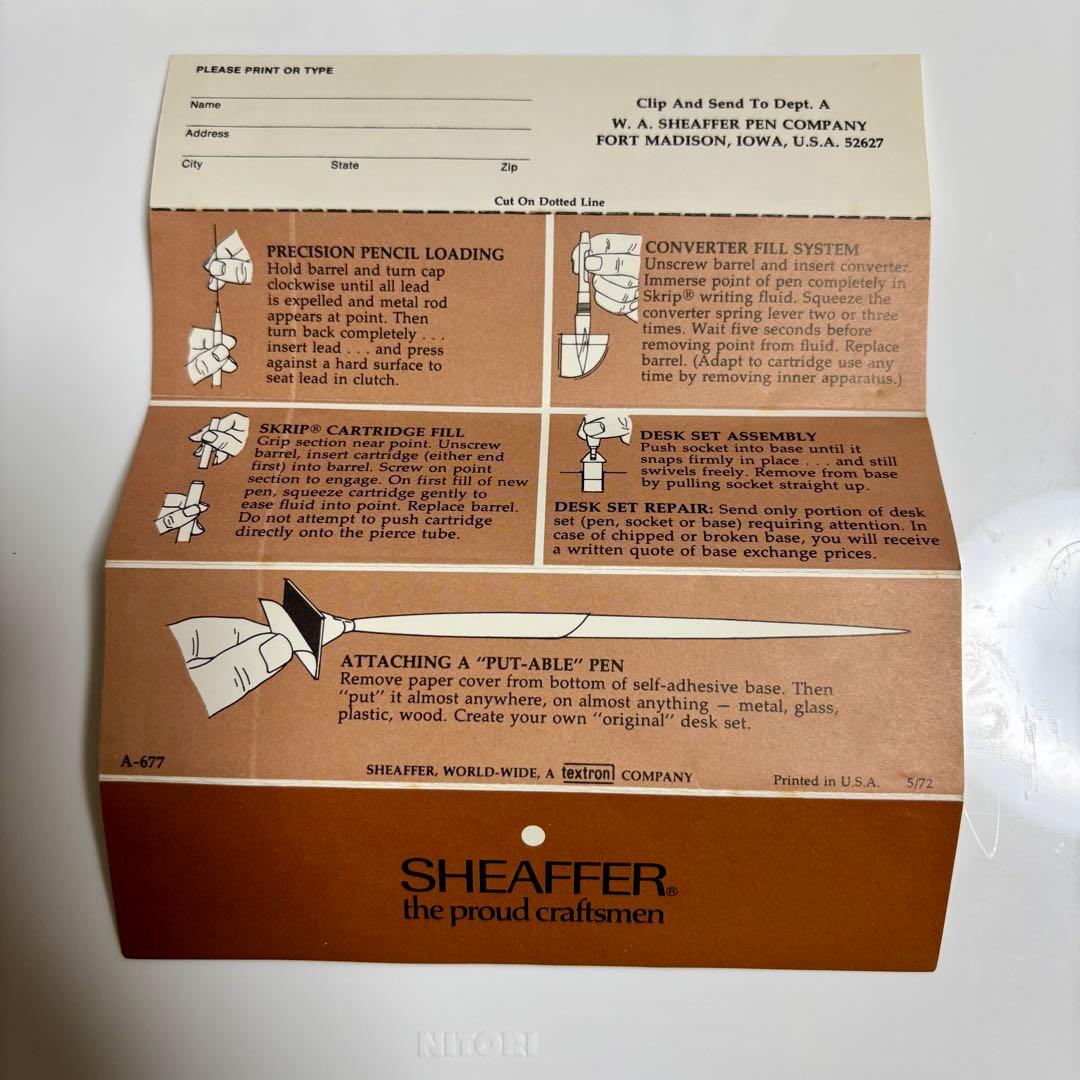 PLEASE PRINT OR TYPE
Name
Address
City State Zip
Clip And Send To Dept. A
W. A. SHEAFFER PEN COMPANY
FORT MADISON, IOWA, U.S.A. 52627
Cut On Dotted Line
PRECISION PENCIL LOADING
Hold barrel and turn cap
clockwise until all lead
is expelled and metal rod
appears at point. Then
turn back completely . . .
insert lead . . . and press
against a hard surface to
seat lead in clutch.
CONVERTER FILL SYSTEM
Unscrew barrel and insert converter.
Immerse point of pen completely in
Skrip® writing fluid. Squeeze the
converter spring lever two or three
times. Wait five seconds before
removing point from fluid. Replace
barrel. (Adapt to cartridge use any
time by removing inner apparatus.)
SKRIP® CARTRIDGE FILL
Grip section near point. Unscrew
barrel, insert cartridge (either end
first) into barrel. Screw on point
section to engage. On first fill of new
pen, squeeze cartridge gently to
ease fluid into point. Replace barrel.
Do not attempt to push cartridge
directly onto the pierce tube.
DESK SET ASSEMBLY
Push socket into base until it
snaps firmly in place . . . and still
swivels freely. Remove from base
by pulling socket straight up.
DESK SET REPAIR: Send only portion of desk
set (pen, socket or base) requiring attention. In
case of chipped or broken base, you will receive
a written quote of base exchange prices.
ATTACHING A "PUT-ABLE" PEN
Remove paper cover from bottom of self-adhesive base. Then
"put" it almost anywhere, on almost anything — metal, glass,
plastic, wood. Create your own "original" desk set.
A-677
SHEAFFER, WORLD-WIDE, A textron COMPANY
Printed in U.S.A. 5/72
SHEAFFER®
the proud craftsmen
NITORI